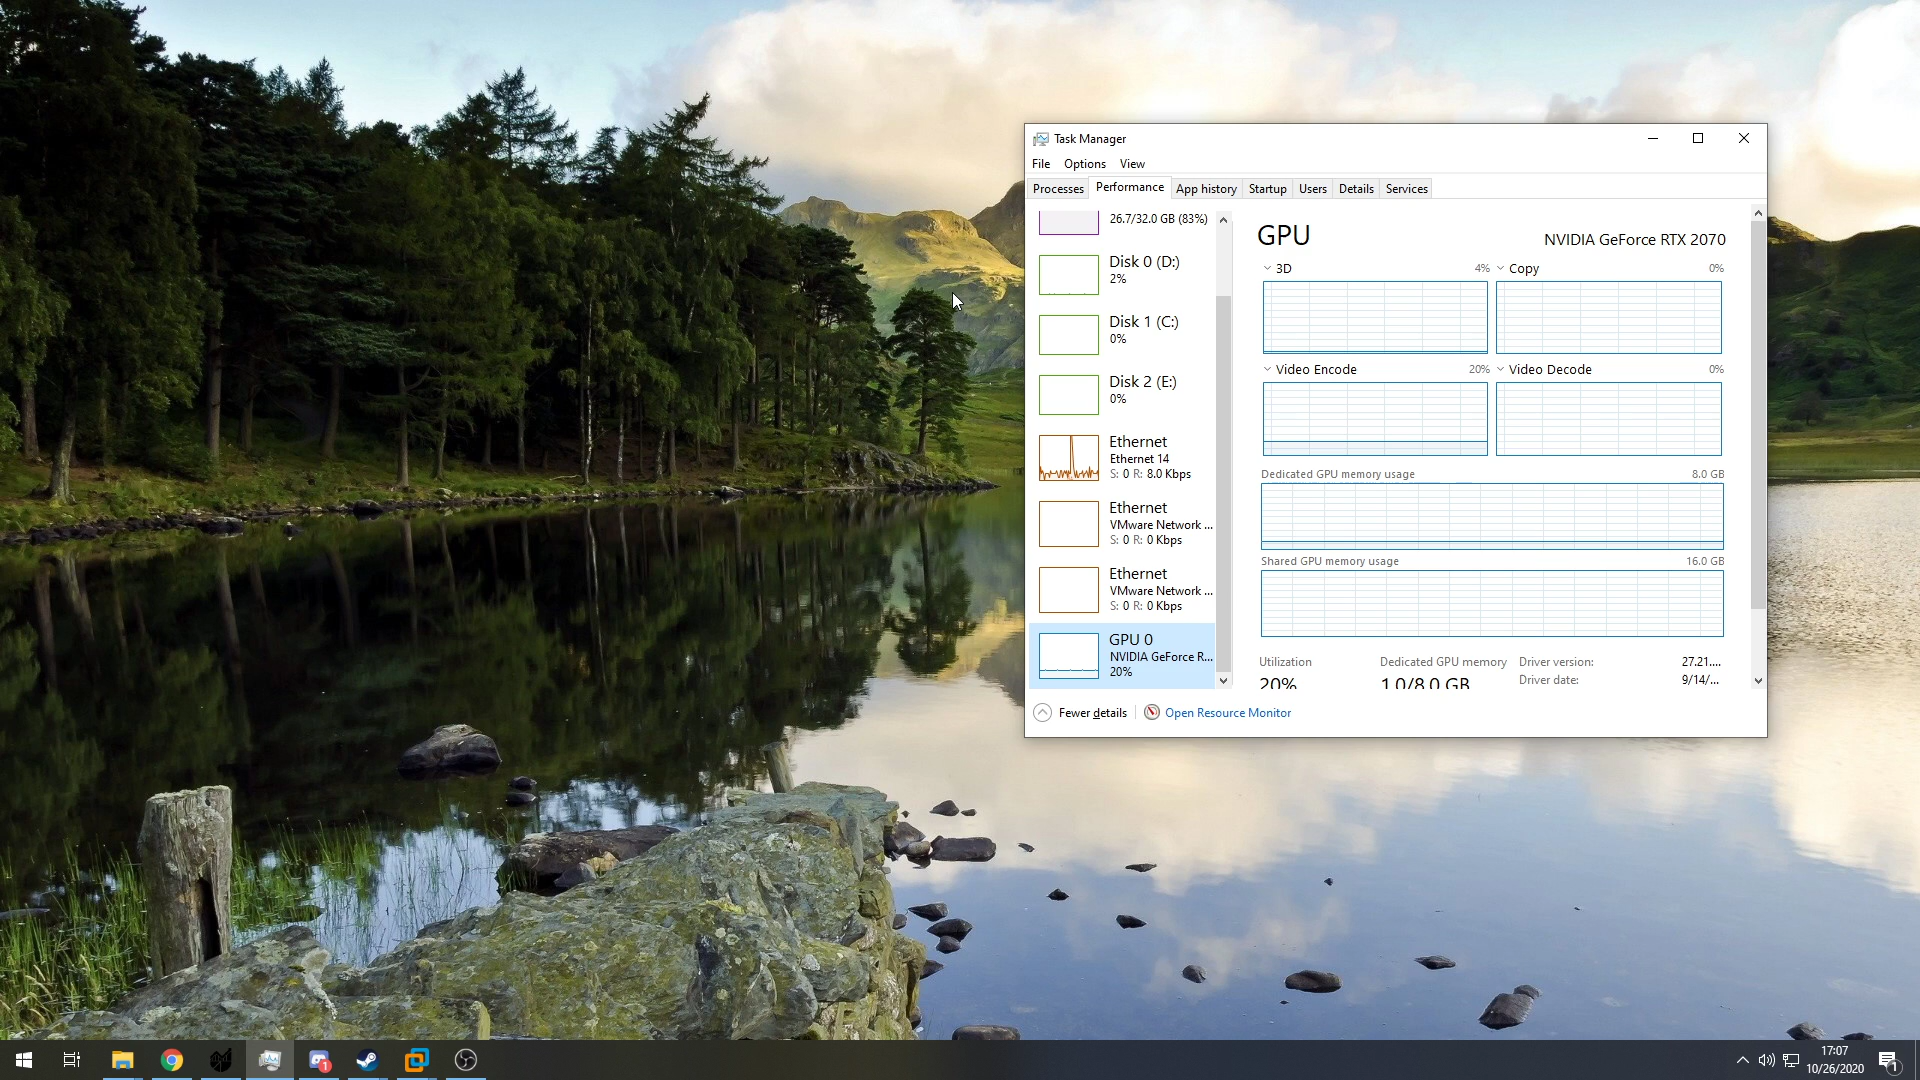 Task Manager
File Options View
Processes Performance App history Startup Users Details Services
26.7/32.0 GB (83%)
Disk 0 (D:)
2%
Disk 1 (C:)
0%
Disk 2 (E:)
0%
Ethernet
Ethernet 14
S: 0 R: 8.0 Kbps
Ethernet
VMware Network ...
S: 0 R: 0 Kbps
Ethernet
VMware Network ...
S: 0 R: 0 Kbps
GPU 0
NVIDIA GeForce R...
20%
GPU NVIDIA GeForce RTX 2070
3D 4% Copy 0%
Video Encode 20% Video Decode 0%
Dedicated GPU memory usage 8.0 GB
Shared GPU memory usage 16.0 GB
Utilization Dedicated GPU memory Driver version: 27.21....
20% 1.0/8.0 GB Driver date: 9/14/...
Fewer details Open Resource Monitor
1
17:07
10/26/2020
1